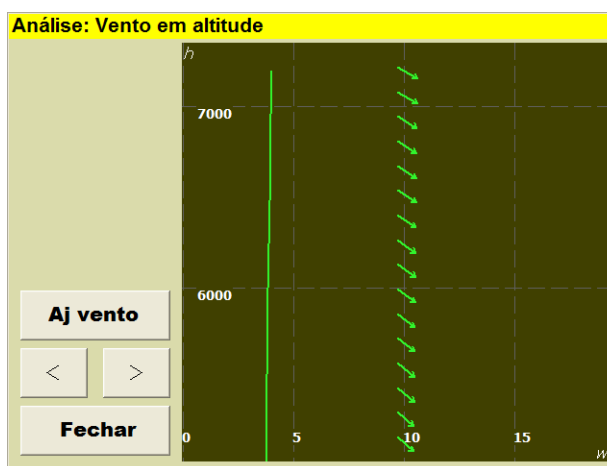 Análise: Vento em altitude
h
7000
6000
Aj vento
< >
Fechar
0 5 10 15
w